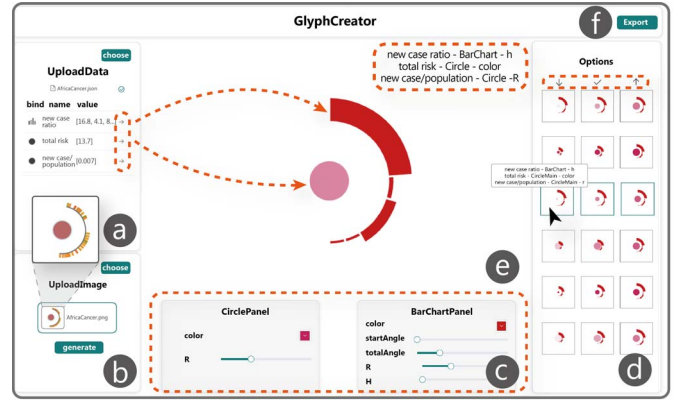 GlyphCreator
f
Export
choose
UploadData
AfricaCancer.json
bind name value
new case ratio [16.8, 4.1, 8...
total risk [13.7]
new case/ population [0.007]
a
choose
UploadImage
AfricaCancer.png
generate
b
new case ratio - BarChart - h
total risk - Circle - color
new case/population - Circle -R
e
CirclePanel
color
R
BarChartPanel
color
startAngle
totalAngle
R
H
c
Options
new case ratio - BarChart - h
total risk - CircleMain - color
new case/population - CircleMain - r
d